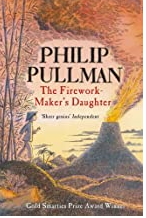 PHILIP
PULLMAN
The Firework-
Maker's Daughter
'Sheer genius' Independent
Gold Smarties Prize Award Winner